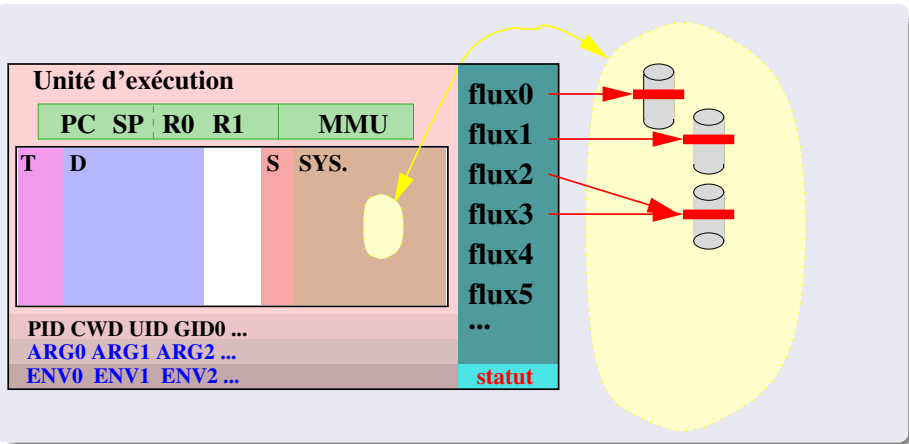 Unité d'exécution
PC SP R0 R1 MMU
T D S SYS.
flux0
flux1
flux2
flux3
flux4
flux5
...
PID CWD UID GID0 ...
ARG0 ARG1 ARG2 ...
ENV0 ENV1 ENV2 ...
statut